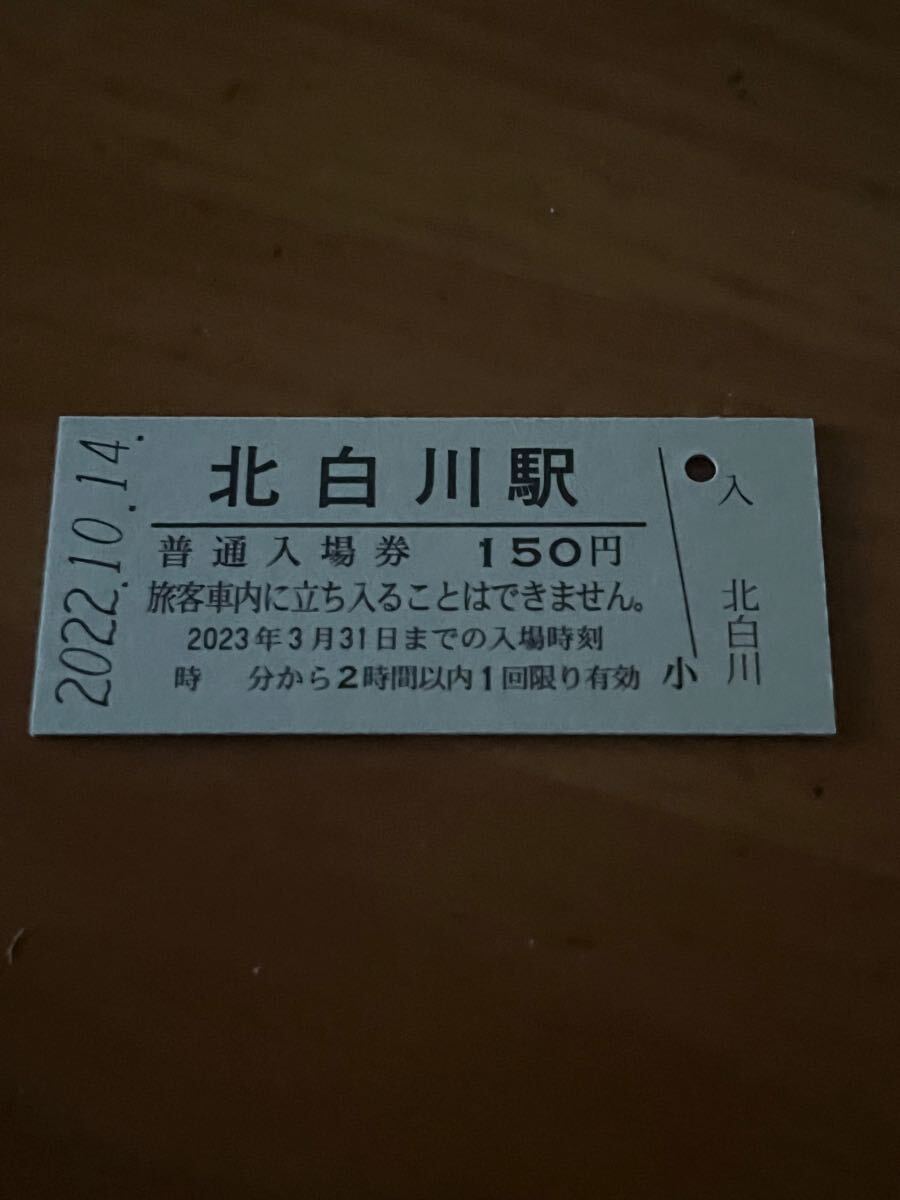 2022.10.14.
北白川駅
普通入場券 150円
旅客車内に立ち入ることはできません。
2023年3月31日までの入場時刻
時 分から2時間以内1回限り有効
小
入
北白川